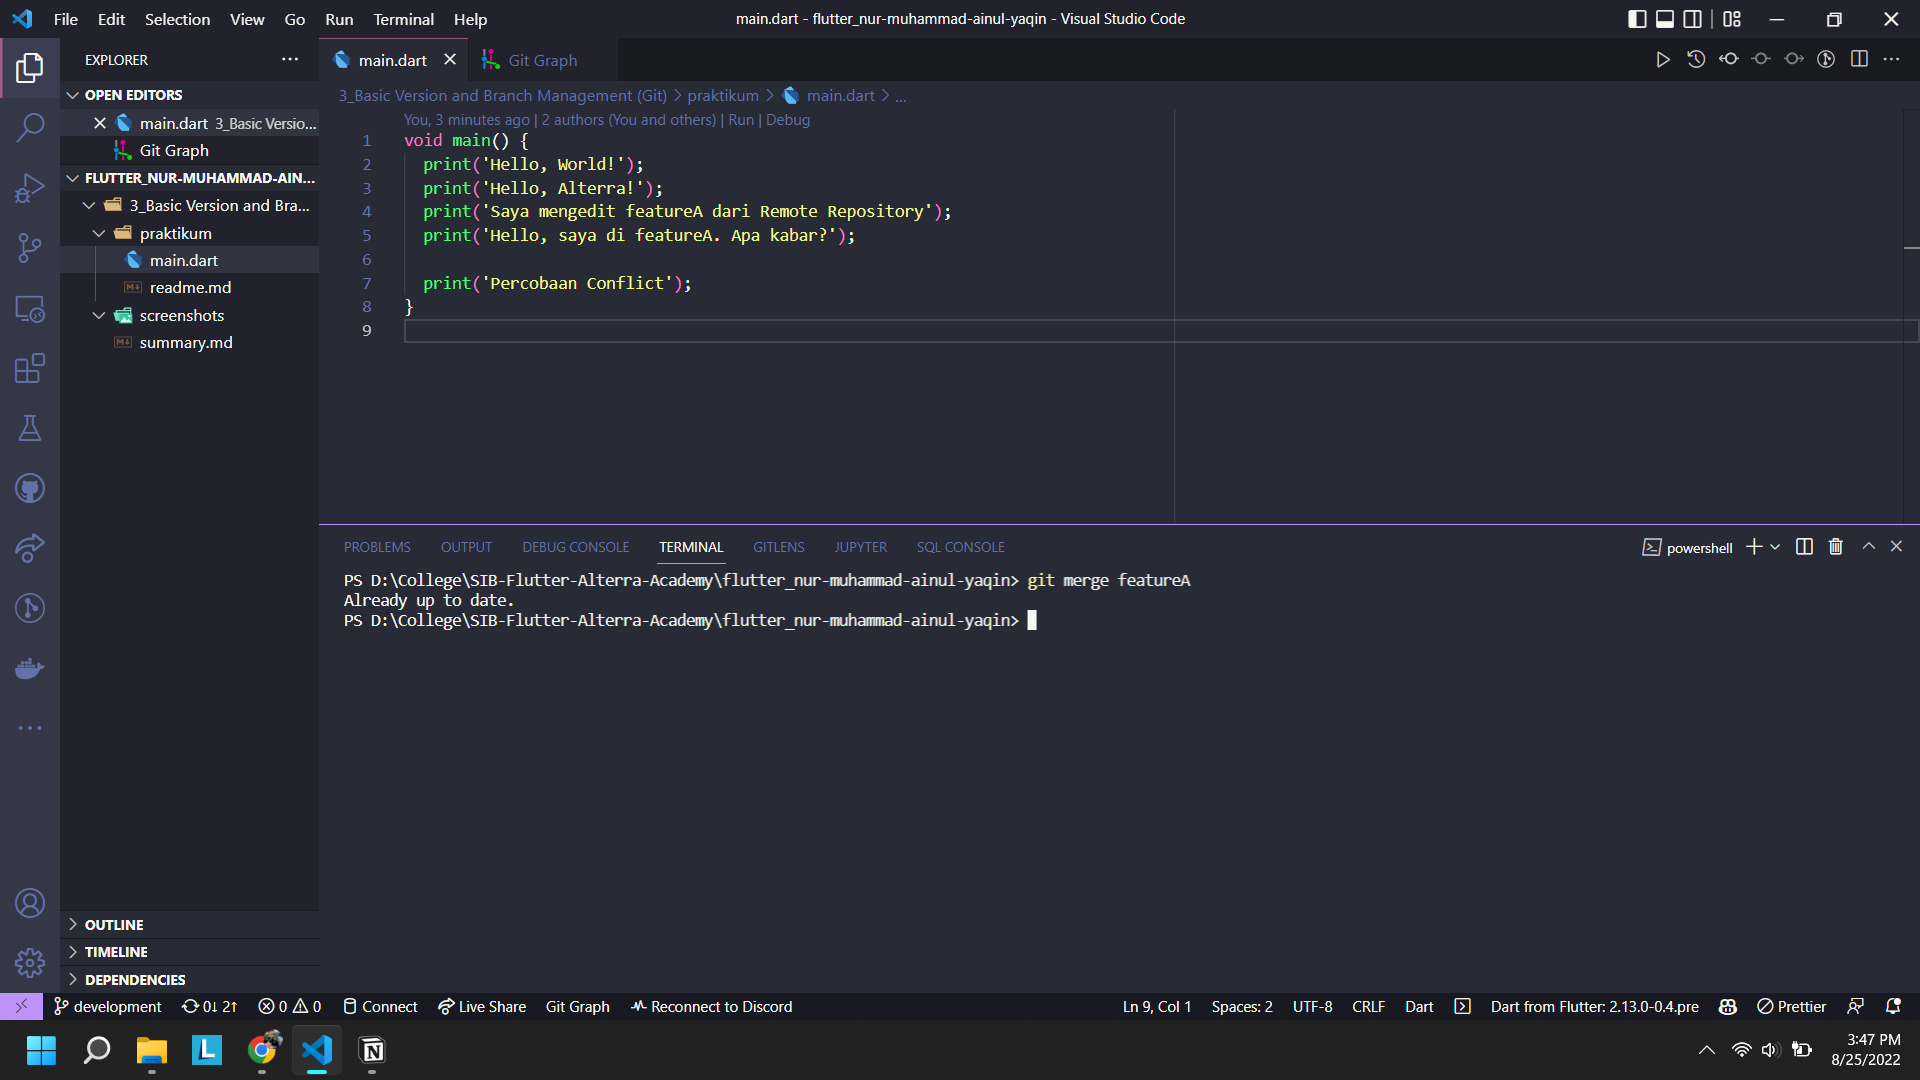 File Edit Selection View Go Run Terminal Help
main.dart - flutter_nur-muhammad-ainul-yaqin - Visual Studio Code
EXPLORER
OPEN EDITORS
main.dart 3_Basic Versio...
Git Graph
FLUTTER_NUR-MUHAMMAD-AIN...
3_Basic Version and Bra...
praktikum
main.dart
readme.md
screenshots
summary.md
OUTLINE
TIMELINE
DEPENDENCIES
main.dart
Git Graph
3_Basic Version and Branch Management (Git) > praktikum > main.dart > ...
You, 3 minutes ago | 2 authors (You and others) | Run | Debug
1 void main() {
2 print('Hello, World!');
3 print('Hello, Alterra!');
4 print('Saya mengedit featureA dari Remote Repository');
5 print('Hello, saya di featureA. Apa kabar?');
6
7 print('Percobaan Conflict');
8 }
9
PROBLEMS OUTPUT DEBUG CONSOLE TERMINAL GITLENS JUPYTER SQL CONSOLE
powershell
PS D:\College\SIB-Flutter-Alterra-Academy\flutter_nur-muhammad-ainul-yaqin> git merge featureA
Already up to date.
PS D:\College\SIB-Flutter-Alterra-Academy\flutter_nur-muhammad-ainul-yaqin>
development 0↓ 2↑ 0 0 Connect Live Share Git Graph Reconnect to Discord
Ln 9, Col 1 Spaces: 2 UTF-8 CRLF Dart Dart from Flutter: 2.13.0-0.4.pre Prettier
3:47 PM
8/25/2022